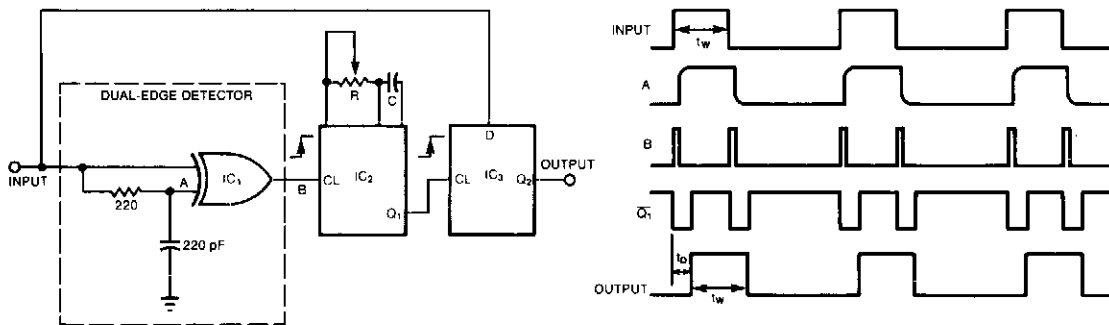 DUAL-EDGE DETECTOR
INPUT
A
220
220 pF
IC₁
B
R
C
CL
IC₂
Q₁
D
CL
IC₃
Q₂
OUTPUT
INPUT
tw
A
B
Q̅₁
tD
OUTPUT
tw